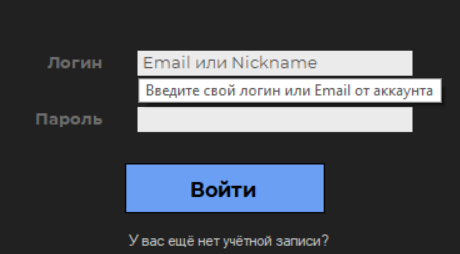 Логин Email или Nickname
Введите свой логин или Email от аккаунта
Пароль
Войти
У вас ещё нет учётной записи?